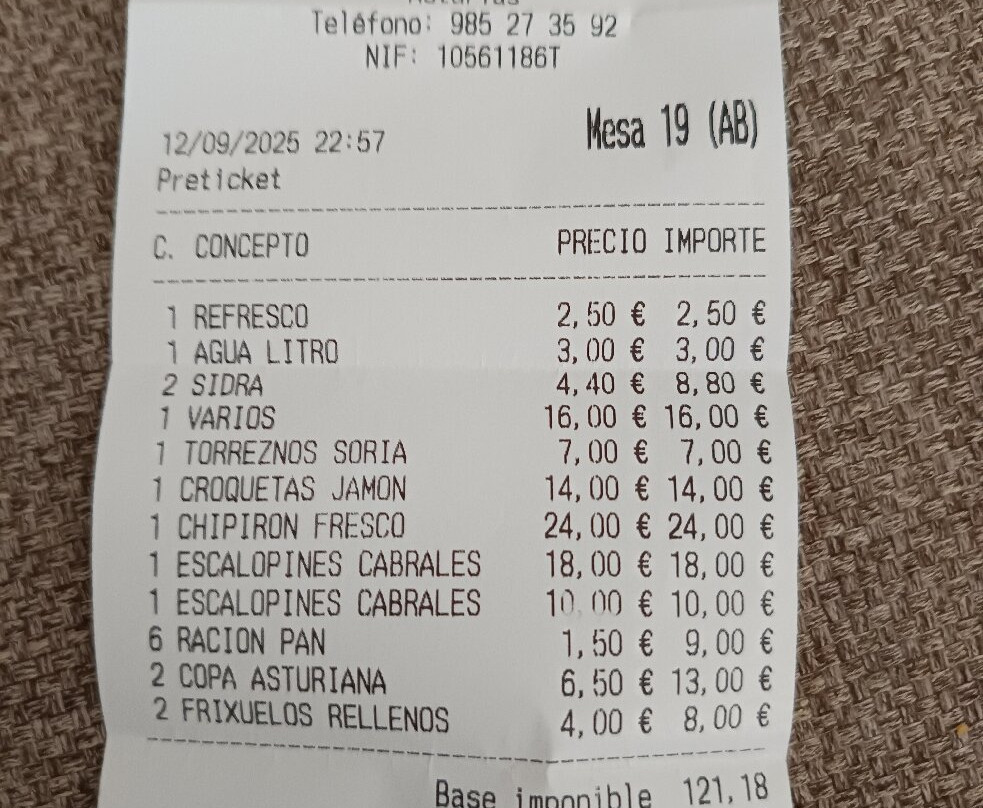 Teléfono: 985 27 35 92
NIF: 10561186T
Mesa 19 (AB)
12/09/2025 22:57
Preticket
C. CONCEPTO PRECIO IMPORTE
1 REFRESCO 2,50 € 2,50 €
1 AGUA LITRO 3,00 € 3,00 €
2 SIDRA 4,40 € 8,80 €
1 VARIOS 16,00 € 16,00 €
1 TORREZNOS SORIA 7,00 € 7,00 €
1 CROQUETAS JAMON 14,00 € 14,00 €
1 CHIPIRON FRESCO 24,00 € 24,00 €
1 ESCALOPINES CABRALES 18,00 € 18,00 €
1 ESCALOPINES CABRALES 10,00 € 10,00 €
6 RACION PAN 1,50 € 9,00 €
2 COPA ASTURIANA 6,50 € 13,00 €
2 FRIXUELOS RELLENOS 4,00 € 8,00 €
Base imponible 121,18